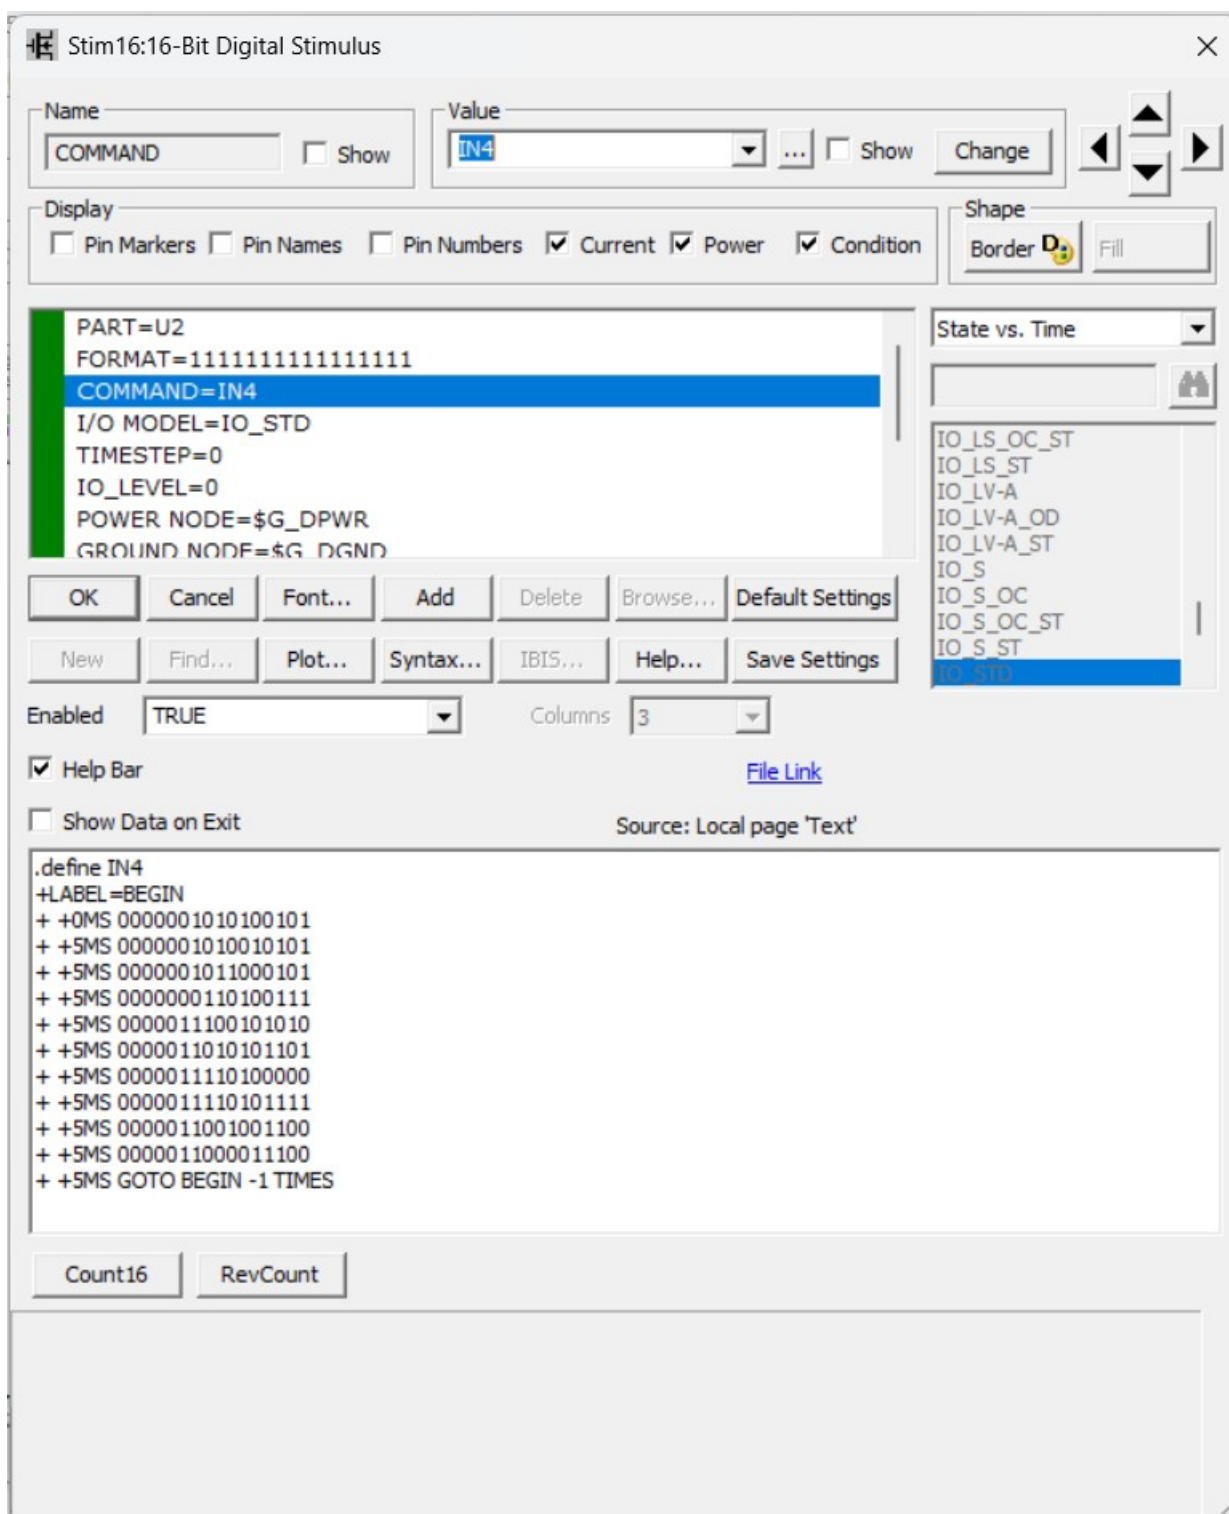 Stim16:16-Bit Digital Stimulus
Name
COMMAND
Show
Value
IN4
...
Show
Change
Display
Pin Markers
Pin Names
Pin Numbers
Current
Power
Condition
Shape
Border
Fill
PART=U2
FORMAT=1111111111111111
COMMAND=IN4
I/O MODEL=IO_STD
TIMESTEP=0
IO_LEVEL=0
POWER NODE=$G_DPWR
GROUND NODE=$G_DGND
State vs. Time
IO_LS_OC_ST
IO_LS_ST
IO_LV-A
IO_LV-A_OD
IO_LV-A_ST
IO_S
IO_S_OC
IO_S_OC_ST
IO_S_ST
IO_STD
OK
Cancel
Font...
Add
Delete
Browse...
Default Settings
New
Find...
Plot...
Syntax...
IBIS...
Help...
Save Settings
Enabled
TRUE
Columns
3
Help Bar
File Link
Show Data on Exit
Source: Local page 'Text'
.define IN4
+LABEL=BEGIN
+ +0MS 0000001010100101
+ +5MS 0000001010010101
+ +5MS 0000001011000101
+ +5MS 0000000110100111
+ +5MS 0000011100101010
+ +5MS 0000011010101101
+ +5MS 0000011110100000
+ +5MS 0000011110101111
+ +5MS 0000011001001100
+ +5MS 0000011000011100
+ +5MS GOTO BEGIN -1 TIMES
Count16
RevCount